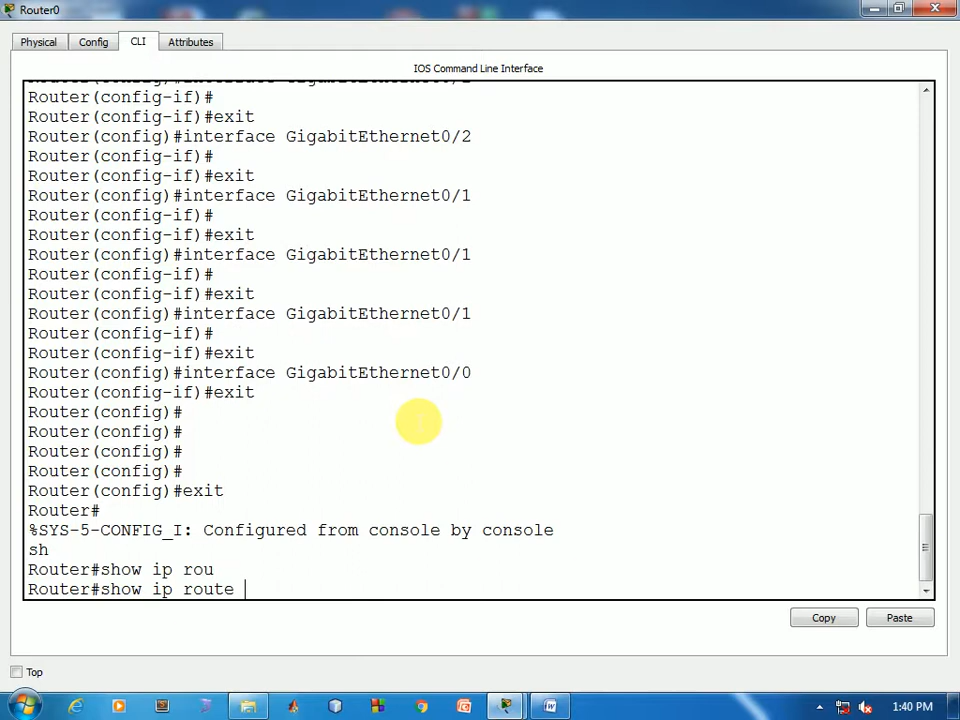 Router0
Physical
Config
CLI
Attributes
IOS Command Line Interface
Router(config-if)#
Router(config-if)#exit
Router(config)#interface GigabitEthernet0/2
Router(config-if)#
Router(config-if)#exit
Router(config)#interface GigabitEthernet0/1
Router(config-if)#
Router(config-if)#exit
Router(config)#interface GigabitEthernet0/1
Router(config-if)#
Router(config-if)#exit
Router(config)#interface GigabitEthernet0/1
Router(config-if)#
Router(config-if)#exit
Router(config)#interface GigabitEthernet0/0
Router(config-if)#exit
Router(config)#
Router(config)#
Router(config)#
Router(config)#
Router(config)#exit
Router#
%SYS-5-CONFIG_I: Configured from console by console
sh
Router#show ip rou
Router#show ip route
Copy
Paste
Top
1:40 PM